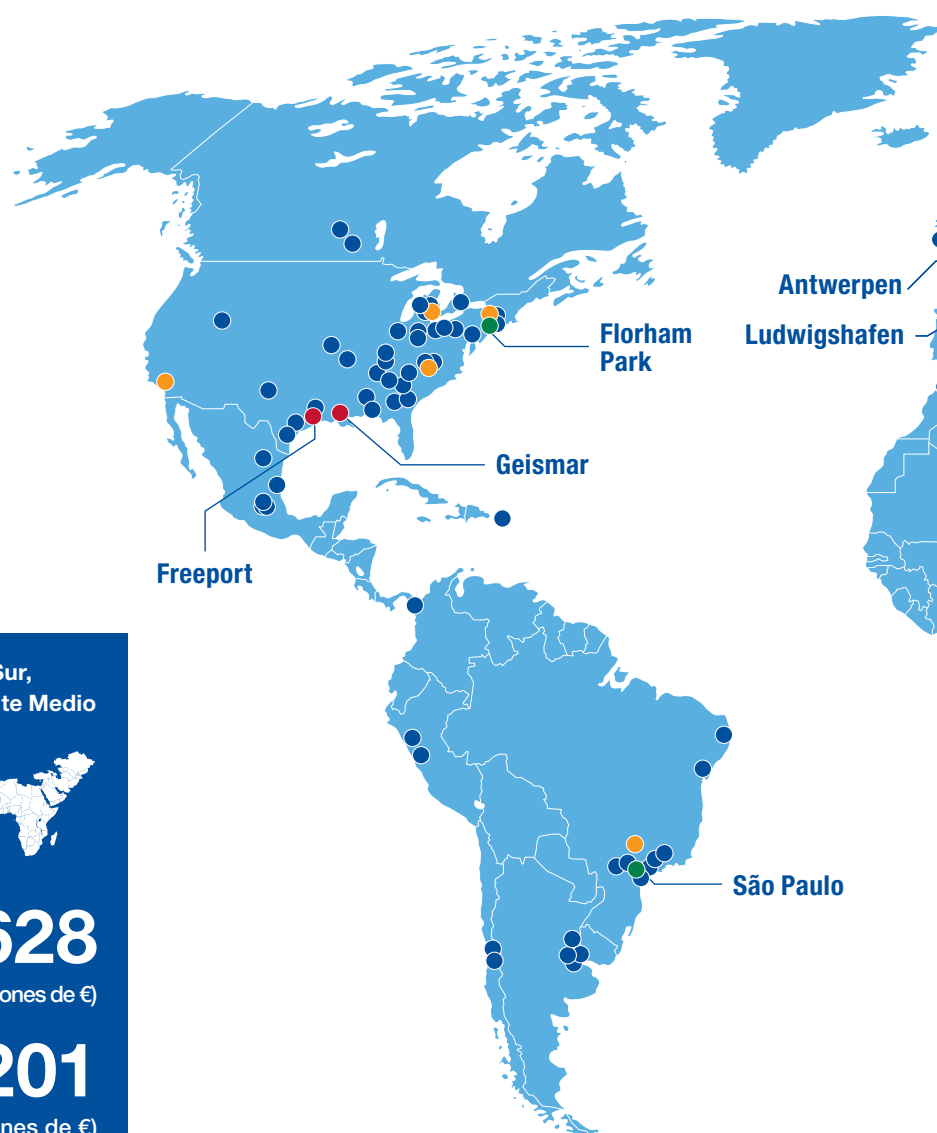 Antwerpen
Ludwigshafen
Florham
Park
Geismar
Freeport
São Paulo
Sur,
te Medio
628
ones de €)
201
nes de €)